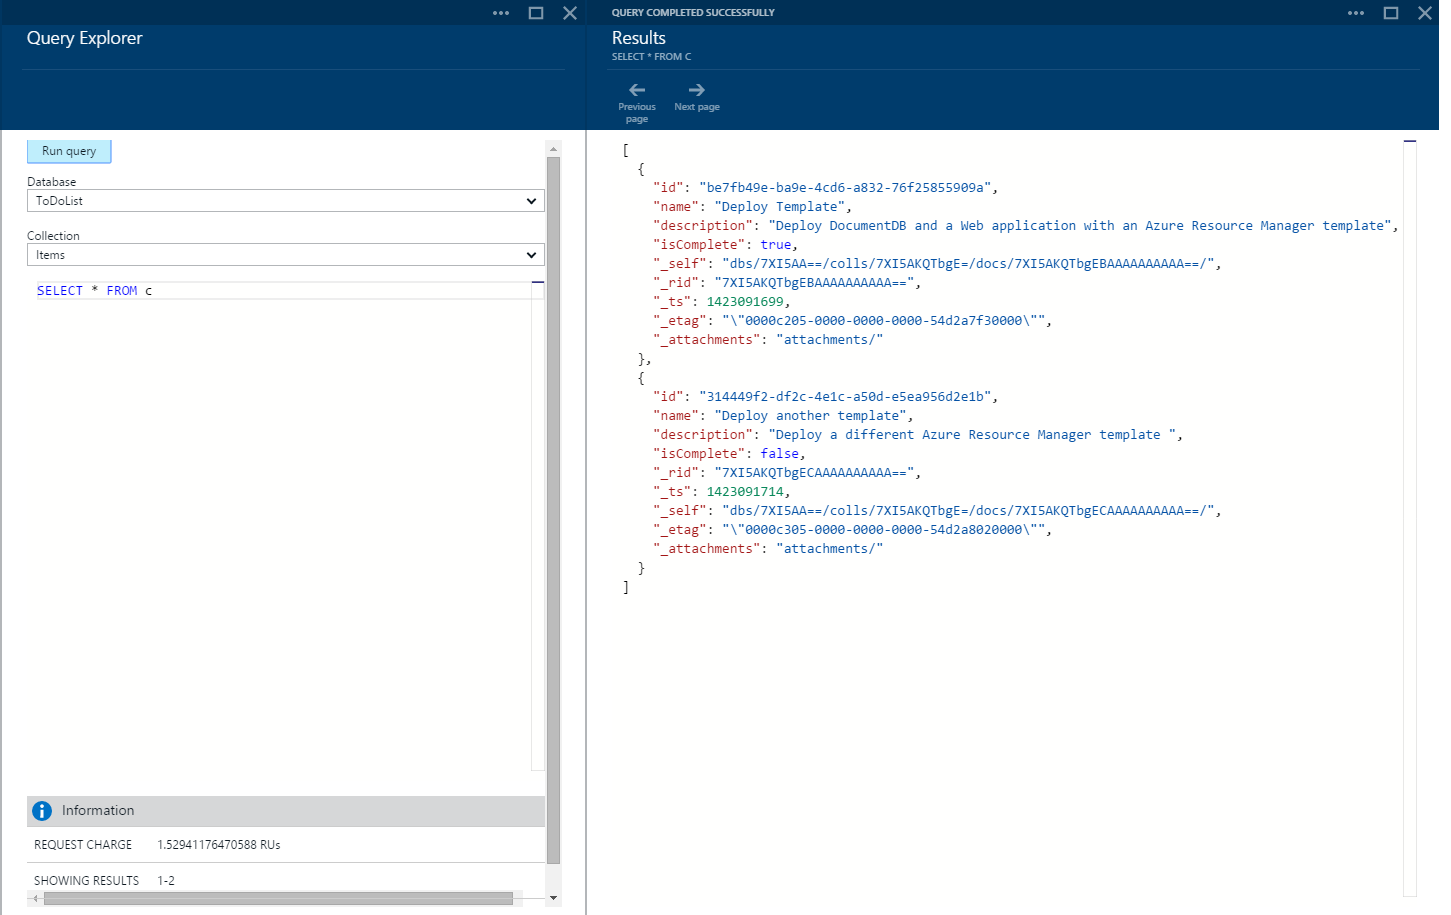 Query Explorer
Run query
Database
ToDoList
Collection
Items
SELECT * FROM c
Information
REQUEST CHARGE 1.52941176470588 RUs
SHOWING RESULTS 1-2
QUERY COMPLETED SUCCESSFULLY
Results
SELECT * FROM C
Previous page
Next page
[
{
"id": "be7fb49e-ba9e-4cd6-a832-76f25855909a",
"name": "Deploy Template",
"description": "Deploy DocumentDB and a Web application with an Azure Resource Manager template",
"isComplete": true,
"_self": "dbs/7XI5AA==/colls/7XI5AKQTbgE=/docs/7XI5AKQTbgEBAAAAAAAAAA==/",
"_rid": "7XI5AKQTbgEBAAAAAAAAAA==",
"_ts": 1423091699,
"_etag": "\"0000c205-0000-0000-0000-54d2a7f30000\"",
"_attachments": "attachments/"
},
{
"id": "314449f2-df2c-4e1c-a50d-e5ea956d2e1b",
"name": "Deploy another template",
"description": "Deploy a different Azure Resource Manager template ",
"isComplete": false,
"_rid": "7XI5AKQTbgECAAAAAAAAAA==",
"_ts": 1423091714,
"_self": "dbs/7XI5AA==/colls/7XI5AKQTbgE=/docs/7XI5AKQTbgECAAAAAAAAAA==/",
"_etag": "\"0000c305-0000-0000-0000-54d2a8020000\"",
"_attachments": "attachments/"
}
]